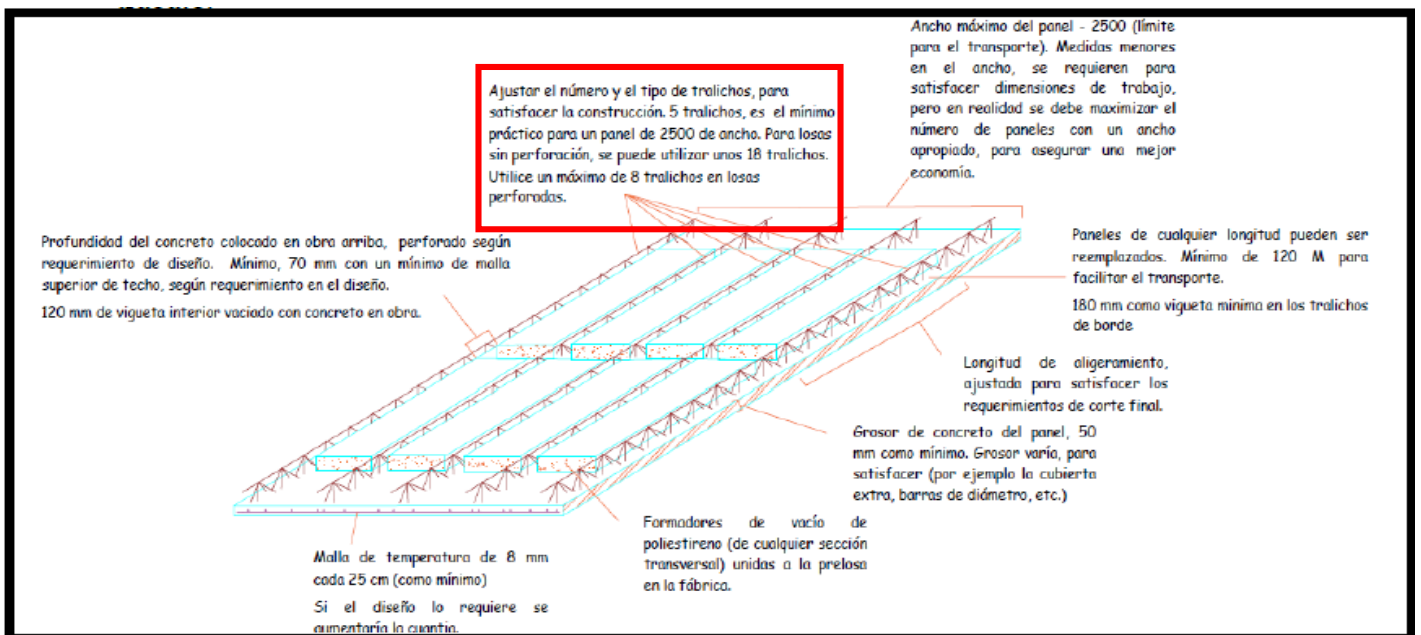 Ancho máximo del panel - 2500 (límite
para el transporte). Medidas menores
en el ancho, se requieren para
satisfacer dimensiones de trabajo,
pero en realidad se debe maximizar el
número de paneles con un ancho
apropiado, para asegurar una mejor
economía.
Ajustar el número y el tipo de tralichos, para
satisfacer la construcción. 5 tralichos, es el mínimo
práctico para un panel de 2500 de ancho. Para losas
sin perforación, se puede utilizar unos 18 tralichos.
Utilice un máximo de 8 tralichos en losas
perforadas.
Profundidad del concreto colocado en obra arriba, perforado según
requerimiento de diseño. Mínimo, 70 mm con un mínimo de malla
superior de techo, según requerimiento en el diseño.
120 mm de vigueta interior vaciado con concreto en obra.
Paneles de cualquier longitud pueden ser
reemplazados. Mínimo de 120 M para
facilitar el transporte.
180 mm como vigueta minima en los tralichos
de borde
Longitud de aligeramiento,
ajustada para satisfacer los
requerimientos de corte final.
Grosor de concreto del panel, 50
mm como mínimo. Grosor varía, para
satisfacer (por ejemplo la cubierta
extra, barras de diámetro, etc.)
Formadores de vacío de
poliestireno (de cualquier sección
transversal) unidas a la prelosa
en la fábrica.
Malla de temperatura de 8 mm
cada 25 cm (como mínimo)
Si el diseño lo requiere se
aumentaría la cuantia.